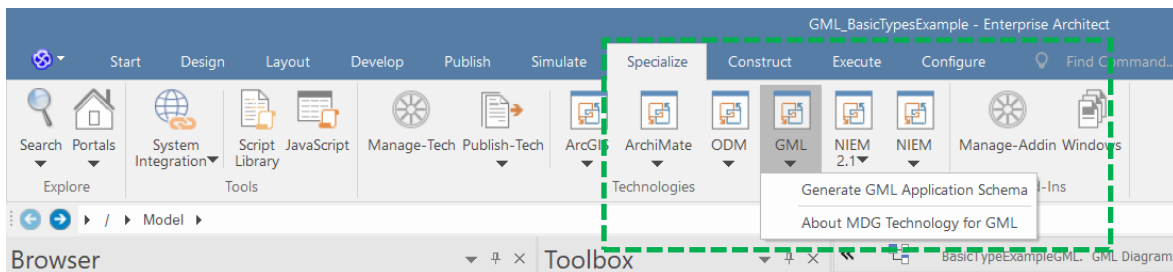 GML_BasicTypesExample - Enterprise Architect
Start Design Layout Develop Publish Simulate Specialize Construct Execute Configure Find Command...
Search Portals System Integration Script Library JavaScript Manage-Tech Publish-Tech ArcGIS ArchiMate ODM GML NIEM 2.1 NIEM Manage-Addin Windows
Explore Tools Technologies -Ins
Generate GML Application Schema
/ Model
About MDG Technology for GML
Browser Toolbox BasicTypeExampleGML. GML Diagram